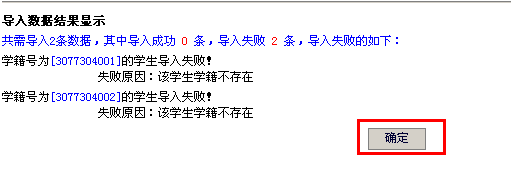 导入数据结果显示
共需导入2条数据，其中导入成功 0 条，导入失败 2 条，导入失败的如下：
学籍号为[3077304001]的学生导入失败！
失败原因：该学生学籍不存在
学籍号为[3077304002]的学生导入失败！
失败原因：该学生学籍不存在
确定